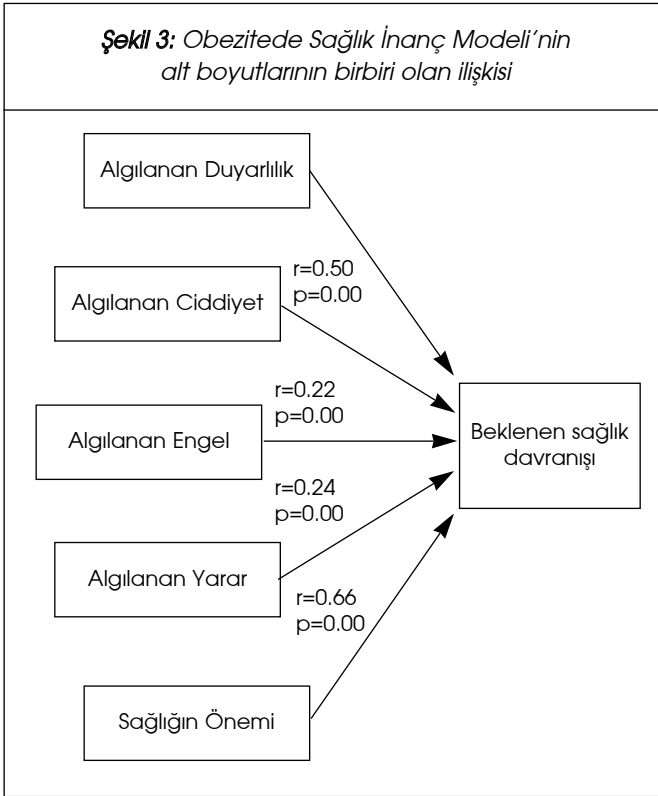 Şekil 3: Obezitede Sağlık İnanç Modeli’nin
alt boyutlarının birbiri olan ilişkisi
Algılanan Duyarlılık
r=0.50
p=0.00
Algılanan Ciddiyet
r=0.22
p=0.00
Algılanan Engel
Beklenen sağlık
davranışı
r=0.24
p=0.00
Algılanan Yarar
r=0.66
p=0.00
Sağlığın Önemi